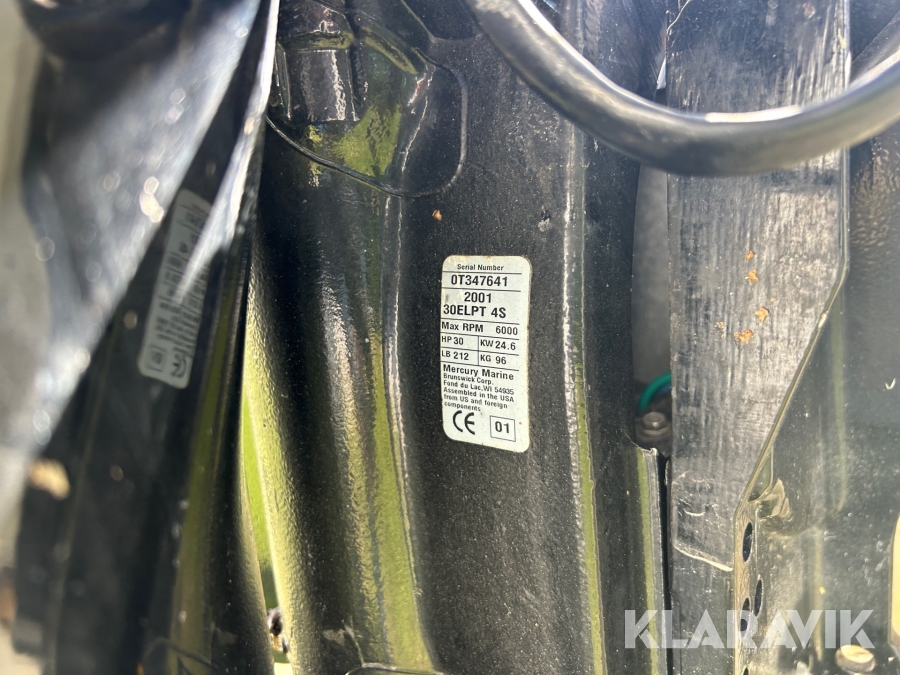 Serial Number
0T347641
2001
30ELPT 4S
Max RPM 6000
HP 30 KW 24.6
LB 212 KG 96
Mercury Marine
Brunswick Corp.
Fond du Lac, WI 54935
Assembled in the USA
from US and foreign
components
CE 01
KLARAVIK